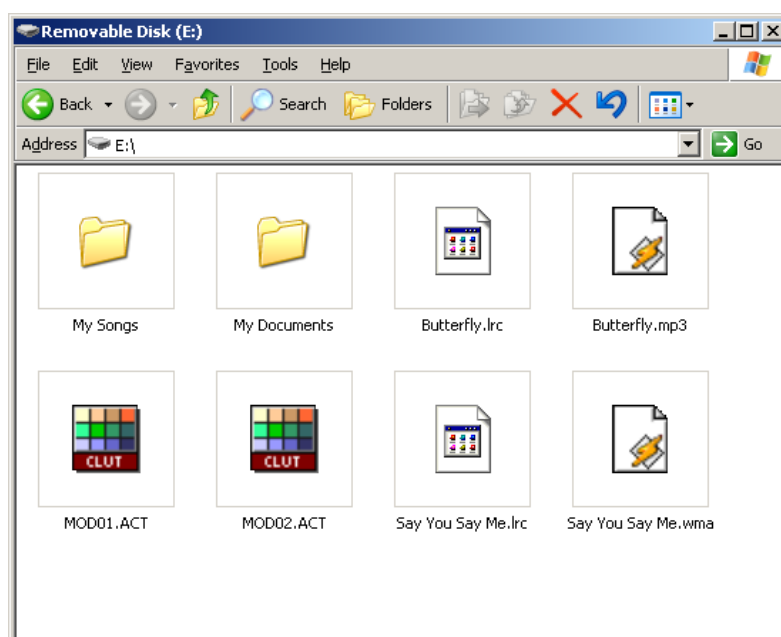 Removable Disk (E:)
File Edit View Favorites Tools Help
Back Search Folders
Address E:\ Go
My Songs My Documents Butterfly.lrc Butterfly.mp3
CLUT CLUT
MOD01.ACT MOD02.ACT Say You Say Me.lrc Say You Say Me.wma